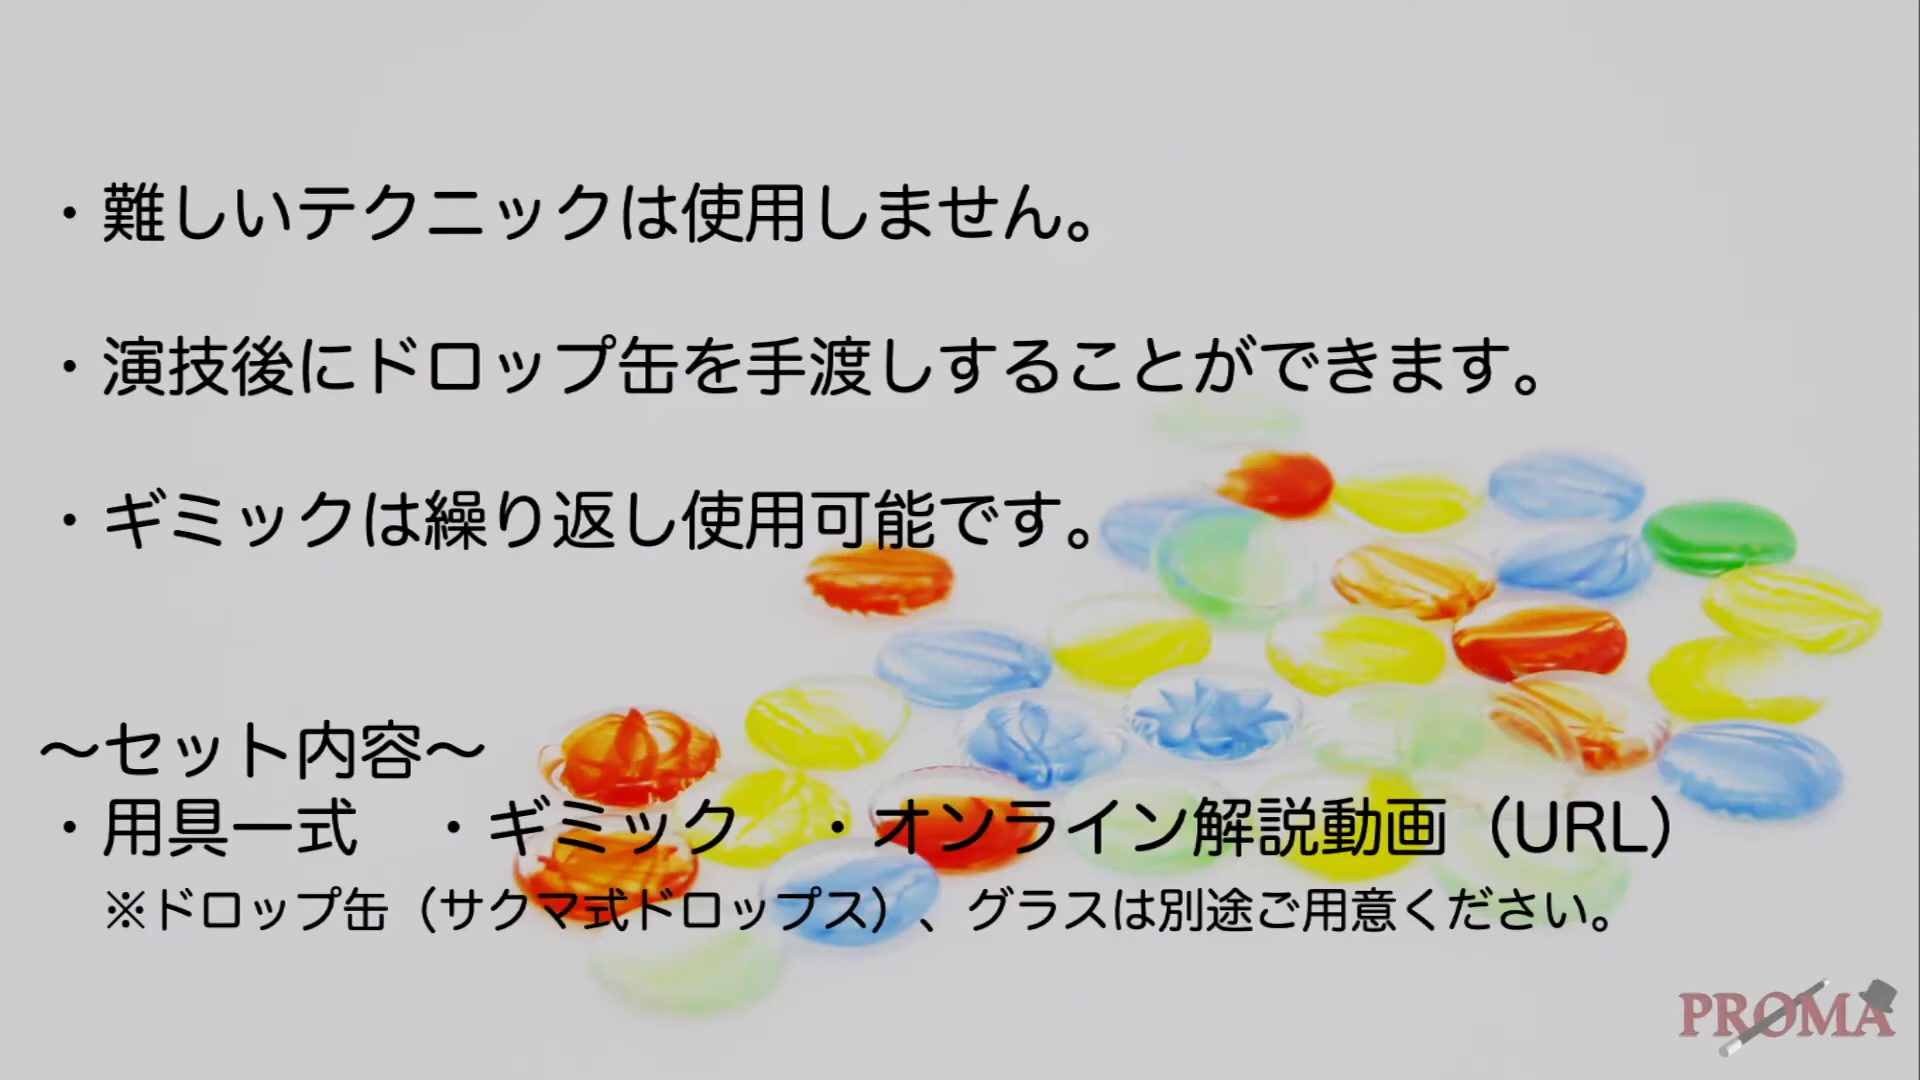 ・難しいテクニックは使用しません。
・演技後にドロップ缶を手渡しすることができます。
・ギミックは繰り返し使用可能です。
～セット内容～
・用具一式　・ギミック　・オンライン解説動画（URL）
※ドロップ缶（サクマ式ドロップス）、グラスは別途ご用意ください。
PROMA